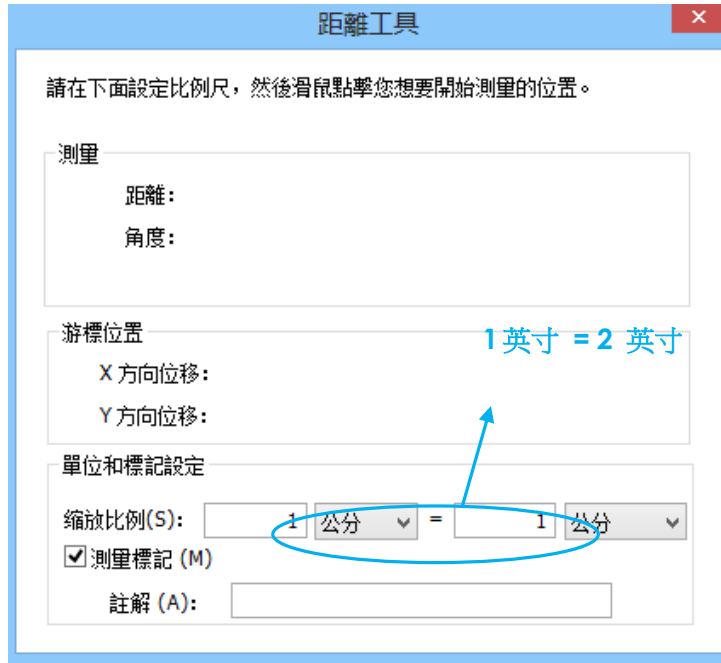 距離工具
請在下面設定比例尺，然後滑鼠點擊您想要開始測量的位置。
測量
距離：
角度：
游標位置
1 英寸 = 2 英寸
X 方向位移：
Y 方向位移：
單位和標記設定
缩放比例(S)： 1 公分 = 1 公分
測量標記 (M)
註解 (A)：